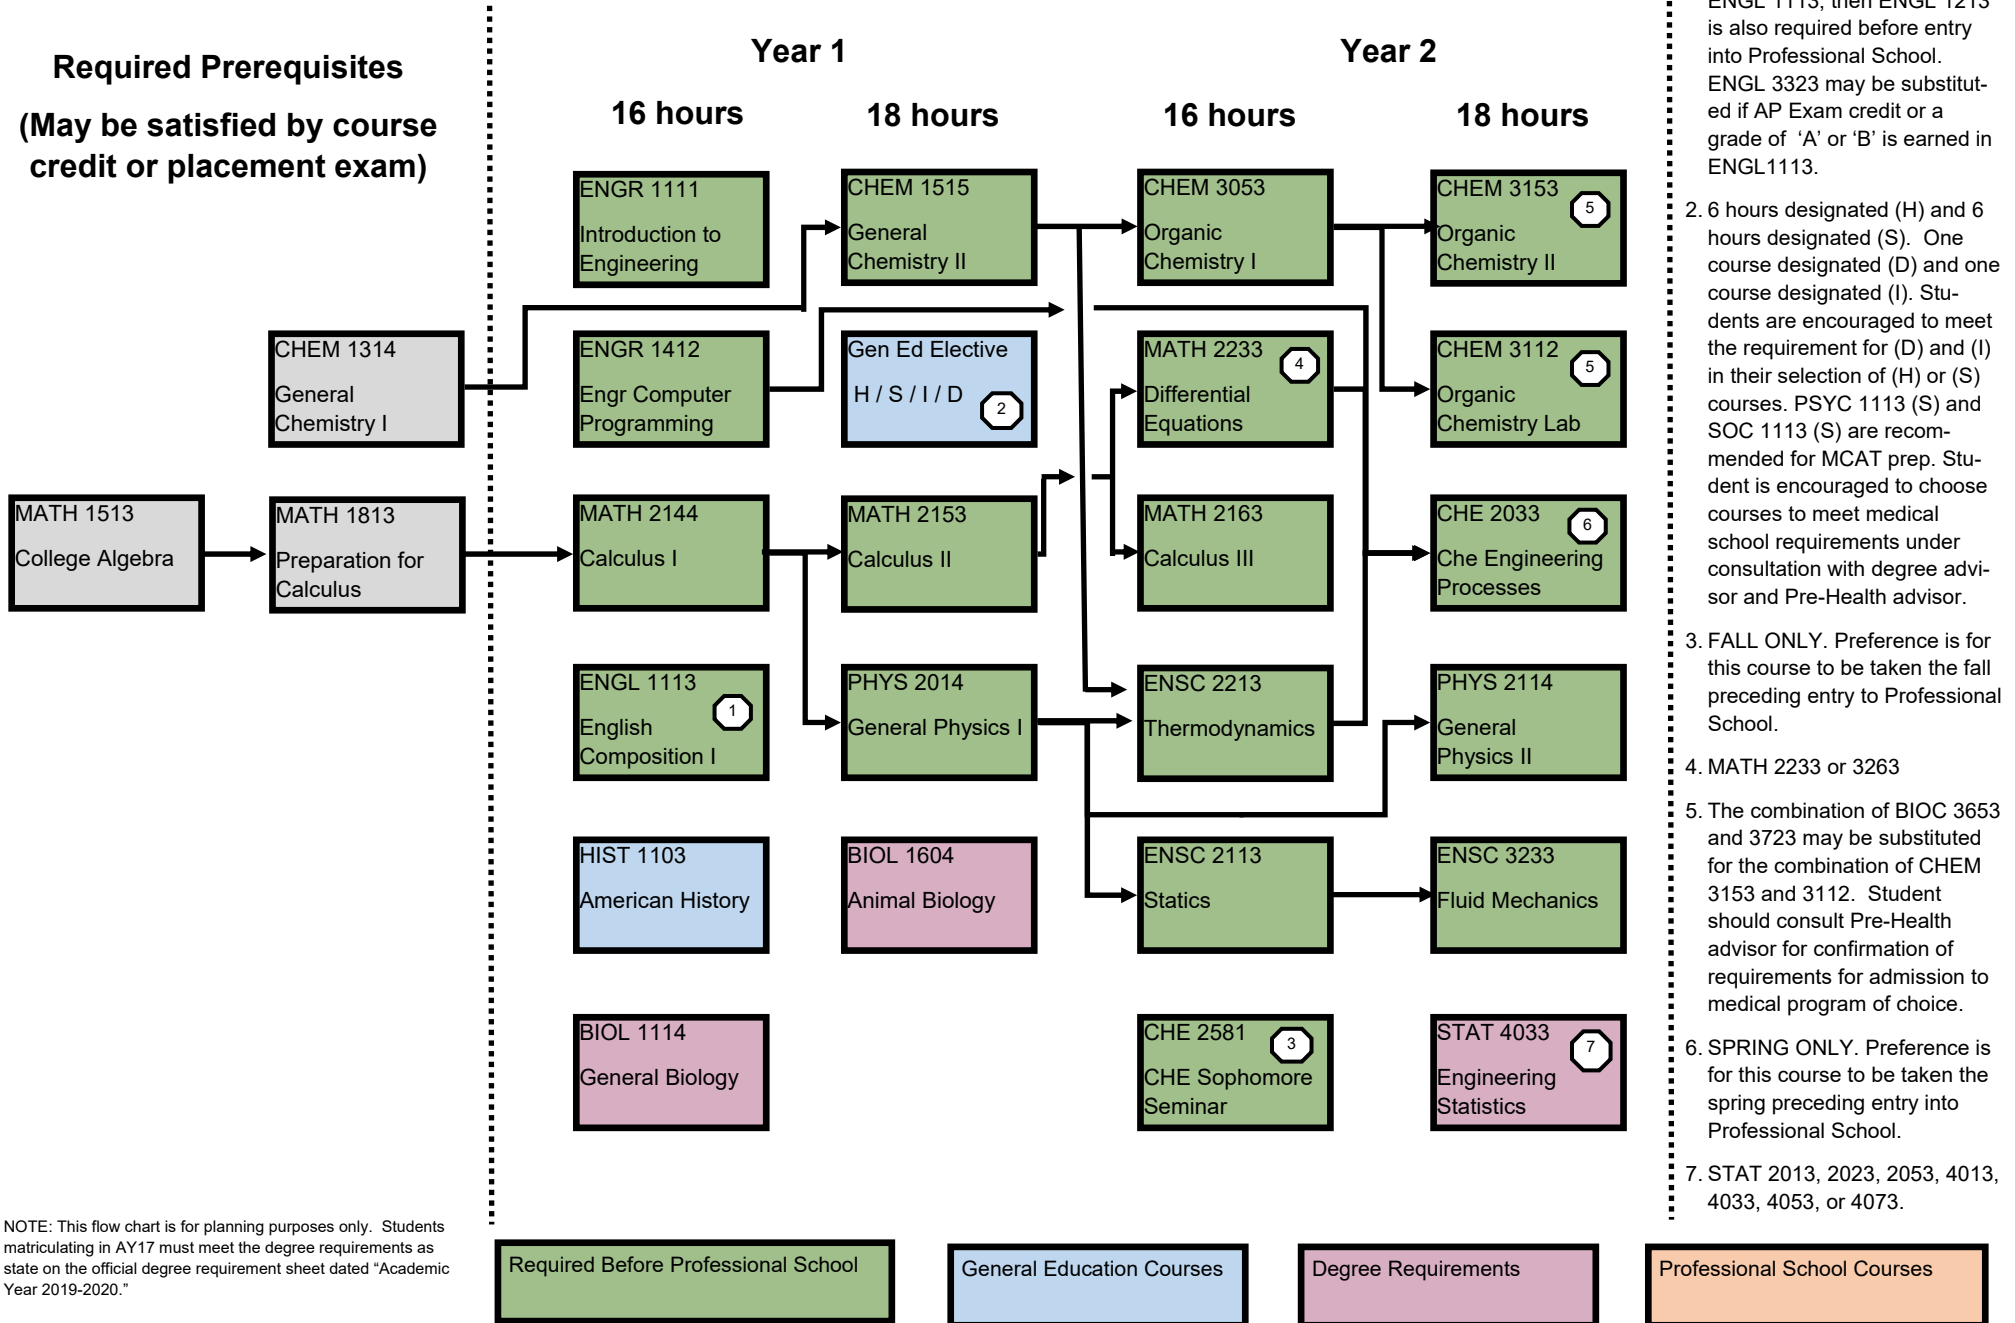 Required Prerequisites
(May be satisfied by course
credit or placement exam)
Year 1
Year 2
16 hours
18 hours
16 hours
18 hours
CHEM 1314
General
Chemistry I
MATH 1513
College Algebra
MATH 1813
Preparation for
Calculus
ENGR 1111
Introduction to
Engineering
ENGR 1412
Engr Computer
Programming
MATH 2144
Calculus I
ENGL 1113
1
English
Composition I
HIST 1103
American History
BIOL 1114
General Biology
CHEM 1515
General
Chemistry II
Gen Ed Elective
H / S / I / D
2
MATH 2153
Calculus II
PHYS 2014
General Physics I
BIOL 1604
Animal Biology
CHEM 3053
Organic
Chemistry I
MATH 2233
4
Differential
Equations
MATH 2163
Calculus III
ENSC 2213
Thermodynamics
ENSC 2113
Statics
CHE 2581
3
CHE Sophomore
Seminar
CHEM 3153
5
Organic
Chemistry II
CHEM 3112
5
Organic
Chemistry Lab
CHE 2033
6
Che Engineering
Processes
PHYS 2114
General
Physics II
ENSC 3233
Fluid Mechanics
STAT 4033
7
Engineering
Statistics
ENGL 1113, then ENGL 1213
is also required before entry
into Professional School.
ENGL 3323 may be substitut-
ed if AP Exam credit or a
grade of ‘A’ or ‘B’ is earned in
ENGL1113.
2. 6 hours designated (H) and 6
hours designated (S). One
course designated (D) and one
course designated (I). Stu-
dents are encouraged to meet
the requirement for (D) and (I)
in their selection of (H) or (S)
courses. PSYC 1113 (S) and
SOC 1113 (S) are recom-
mended for MCAT prep. Stu-
dent is encouraged to choose
courses to meet medical
school requirements under
consultation with degree advi-
sor and Pre-Health advisor.
3. FALL ONLY. Preference is for
this course to be taken the fall
preceding entry to Professional
School.
4. MATH 2233 or 3263
5. The combination of BIOC 3653
and 3723 may be substituted
for the combination of CHEM
3153 and 3112. Student
should consult Pre-Health
advisor for confirmation of
requirements for admission to
medical program of choice.
6. SPRING ONLY. Preference is
for this course to be taken the
spring preceding entry into
Professional School.
7. STAT 2013, 2023, 2053, 4013,
4033, 4053, or 4073.
NOTE: This flow chart is for planning purposes only. Students
matriculating in AY17 must meet the degree requirements as
state on the official degree requirement sheet dated “Academic
Year 2019-2020.”
Required Before Professional School
General Education Courses
Degree Requirements
Professional School Courses